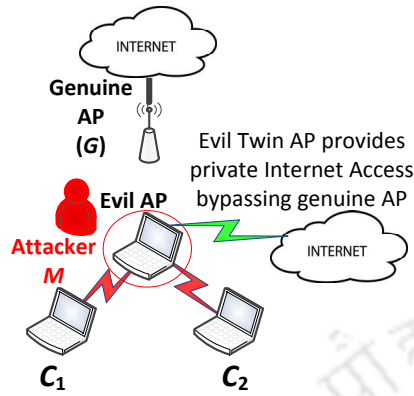 INTERNET
Genuine
AP
(G)
Evil Twin AP provides
private Internet Access
bypassing genuine AP
Evil AP
Attacker
M
INTERNET
C1
C2